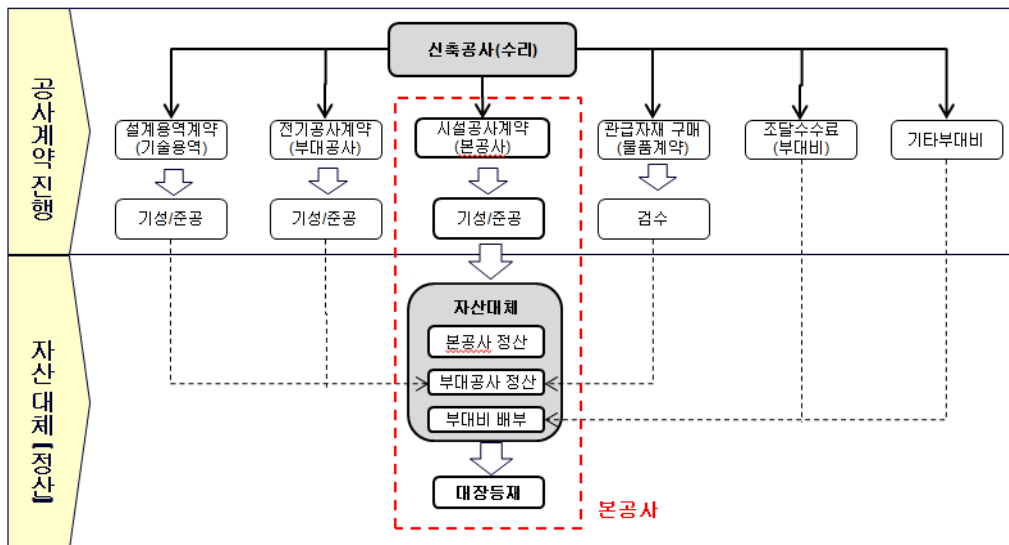 신축공사(수리)
공사계약 진행
설계용역계약
(기술용역)
전기공사계약
(부대공사)
시설공사계약
(본공사)
관급자재 구매
(물품계약)
조달수수료
(부대비)
기타부대비
기성/준공
기성/준공
기성/준공
검수
자산대체(정산)
자산대체
본공사 정산
부대공사 정산
부대비 배부
대장등재
본공사